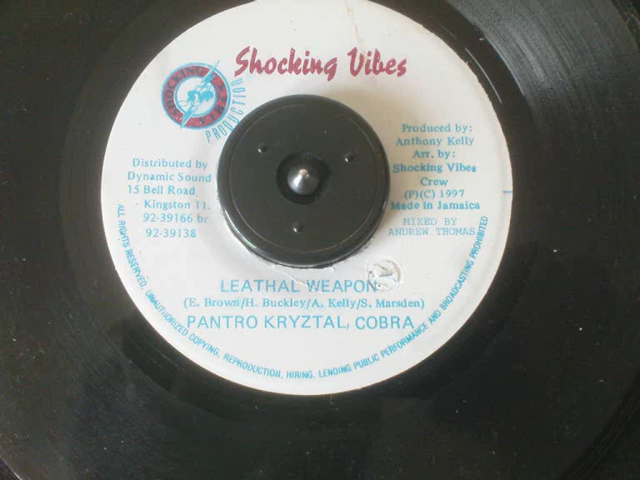 Shocking Vibes
SHOCKING VIBES
PRODUCTION
Distributed by
Dynamic Sound
15 Bell Road,
Kingston 11.
92-39166 or
92-39138
Produced by:
Anthony Kelly
Arr. by:
Shocking Vibes
Crew
(P)(C) 1997
Made in Jamaica
MIXED BY
ANDREW THOMAS
LEATHAL WEAPON
(E. Brown/H. Buckley/A. Kelly/S. Marsden)
PANTRO KRYZTAL, COBRA
ALL RIGHTS RESERVED, UNAUTHORIZED COPYING, REPRODUCTION, HIRING, LENDING PUBLIC PERFORMANCE AND BROADCASTING PROHIBITED